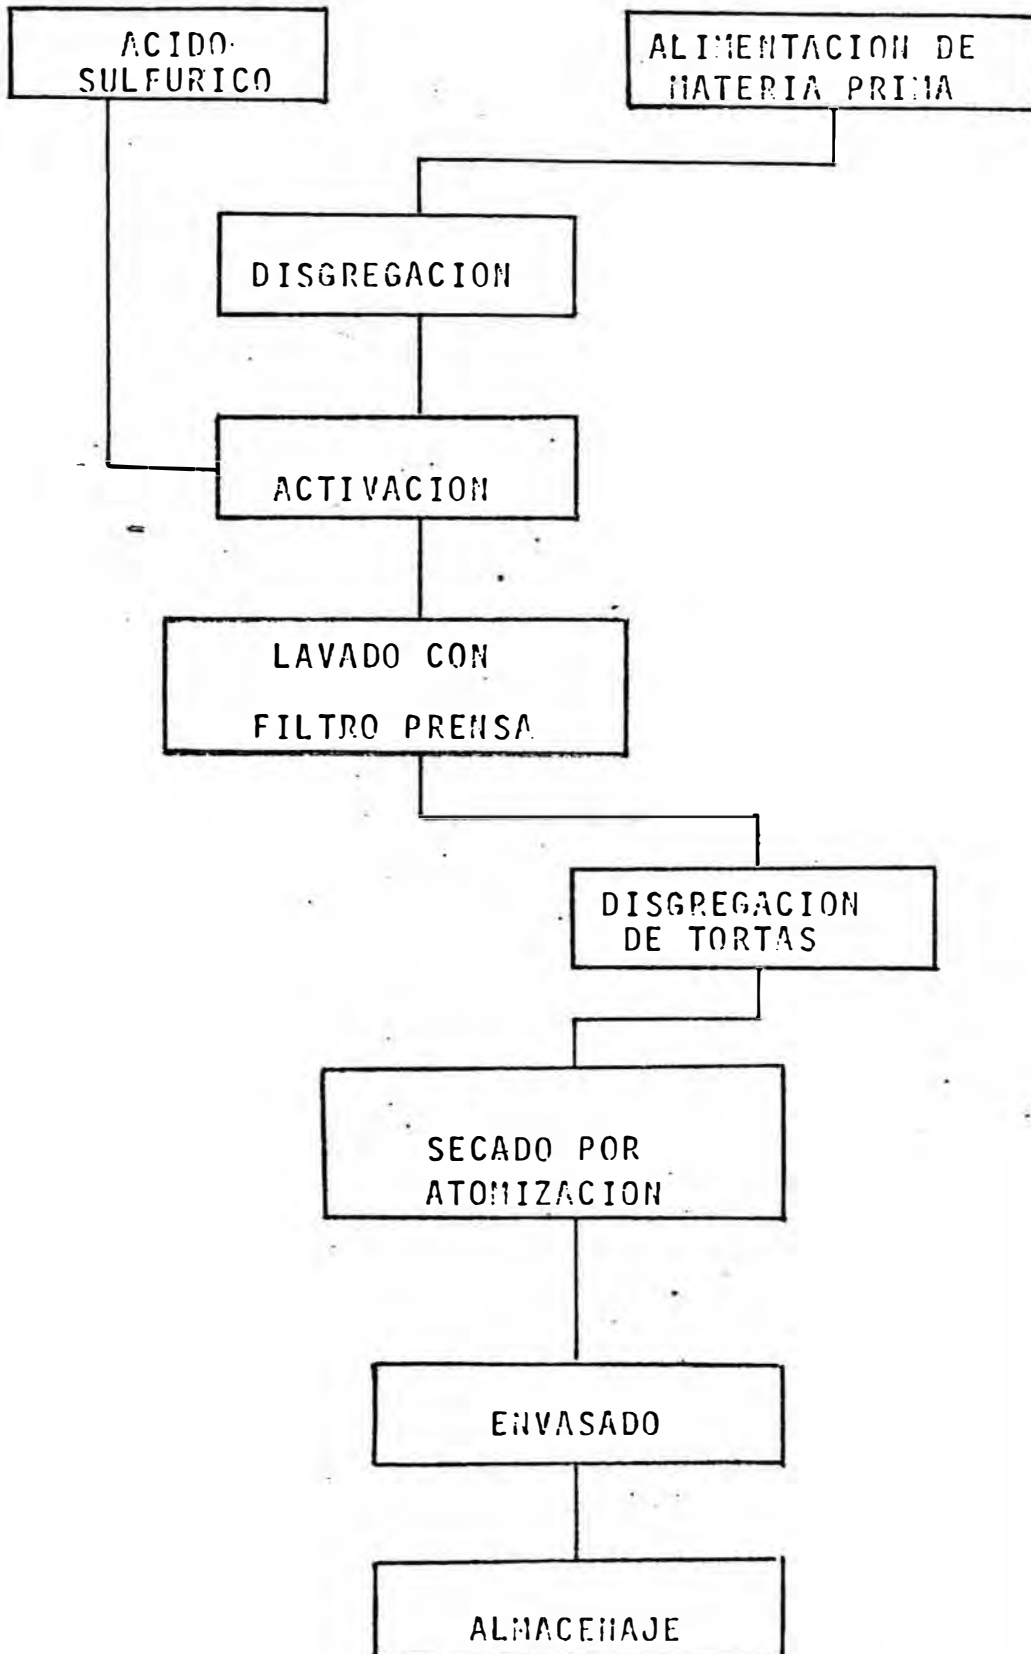 ACIDO
SULFURICO
ALIMENTACION DE
MATERIA PRIMA
DISGREGACION
ACTIVACION
LAVADO CON
FILTRO PRENSA
DISGREGACION
DE TORTAS
SECADO POR
ATOMIZACION
ENVASADO
ALMACENAJE